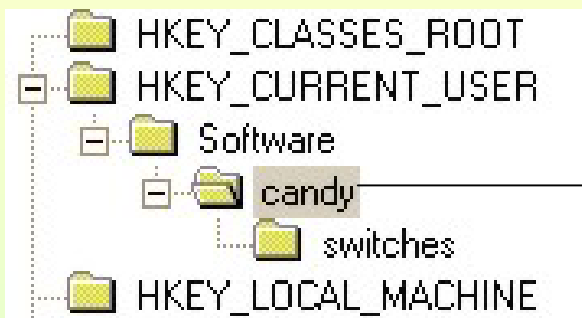 HKEY_CLASSES_ROOT
HKEY_CURRENT_USER
Software
candy
switches
HKEY_LOCAL_MACHINE